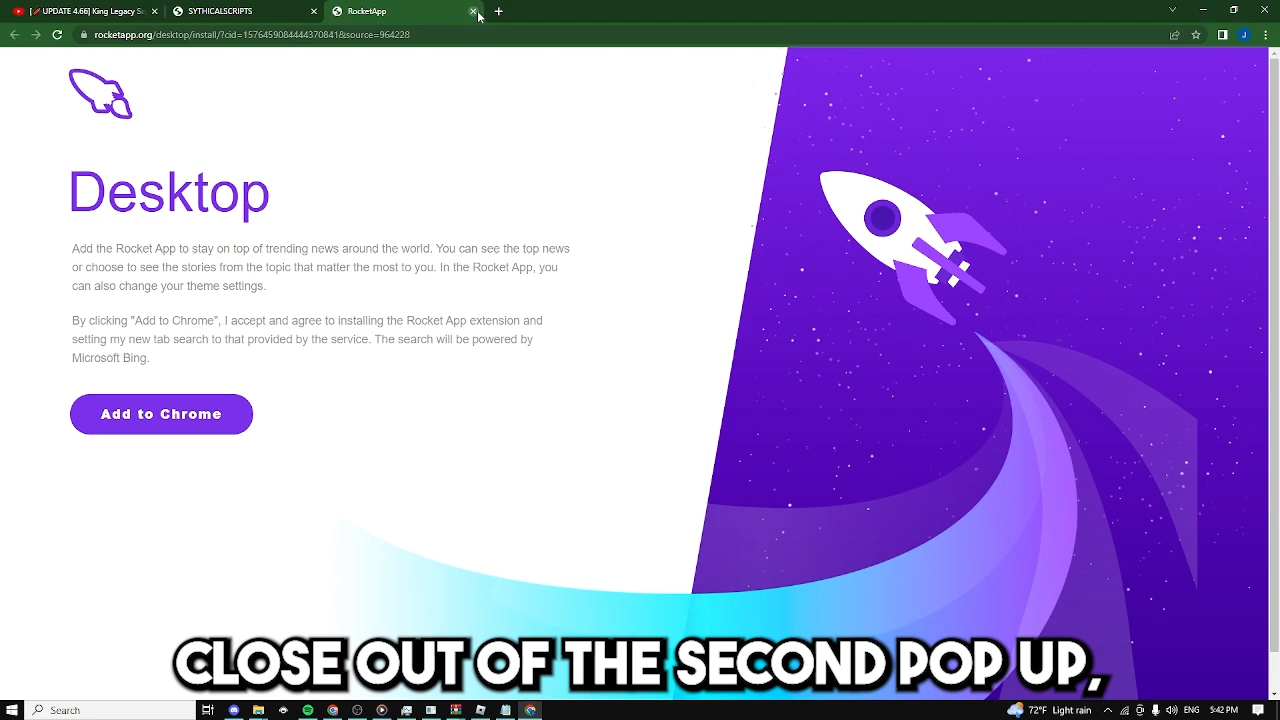 [🖊 UPDATE 4.66] King Legacy Sc
SYTHICALSCRIPTS
RocketApp
rocketapp.org/desktop/install/?cid=1576459084444370841&source=964228
J
Desktop
Add the Rocket App to stay on top of trending news around the world. You can see the top news
or choose to see the stories from the topic that matter the most to you. In the Rocket App, you
can also change your theme settings.
By clicking "Add to Chrome", I accept and agree to installing the Rocket App extension and
setting my new tab search to that provided by the service. The search will be powered by
Microsoft Bing.
Add to Chrome
CLOSE OUT OF THE SECOND POP UP,
Search
72°F Light rain
ENG
5:42 PM